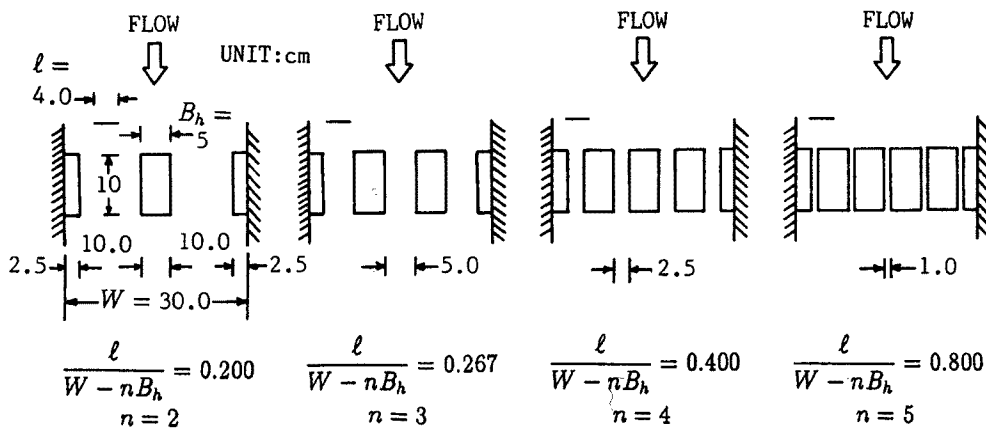 FLOW
FLOW
FLOW
FLOW
UNIT:cm
ℓ =
4.0
B_h =
5
10
10.0
10.0
2.5
2.5
5.0
2.5
1.0
W = 30.0
ℓ / (W − nB_h) = 0.200
ℓ / (W − nB_h) = 0.267
ℓ / (W − nB_h) = 0.400
ℓ / (W − nB_h) = 0.800
n = 2
n = 3
n = 4
n = 5